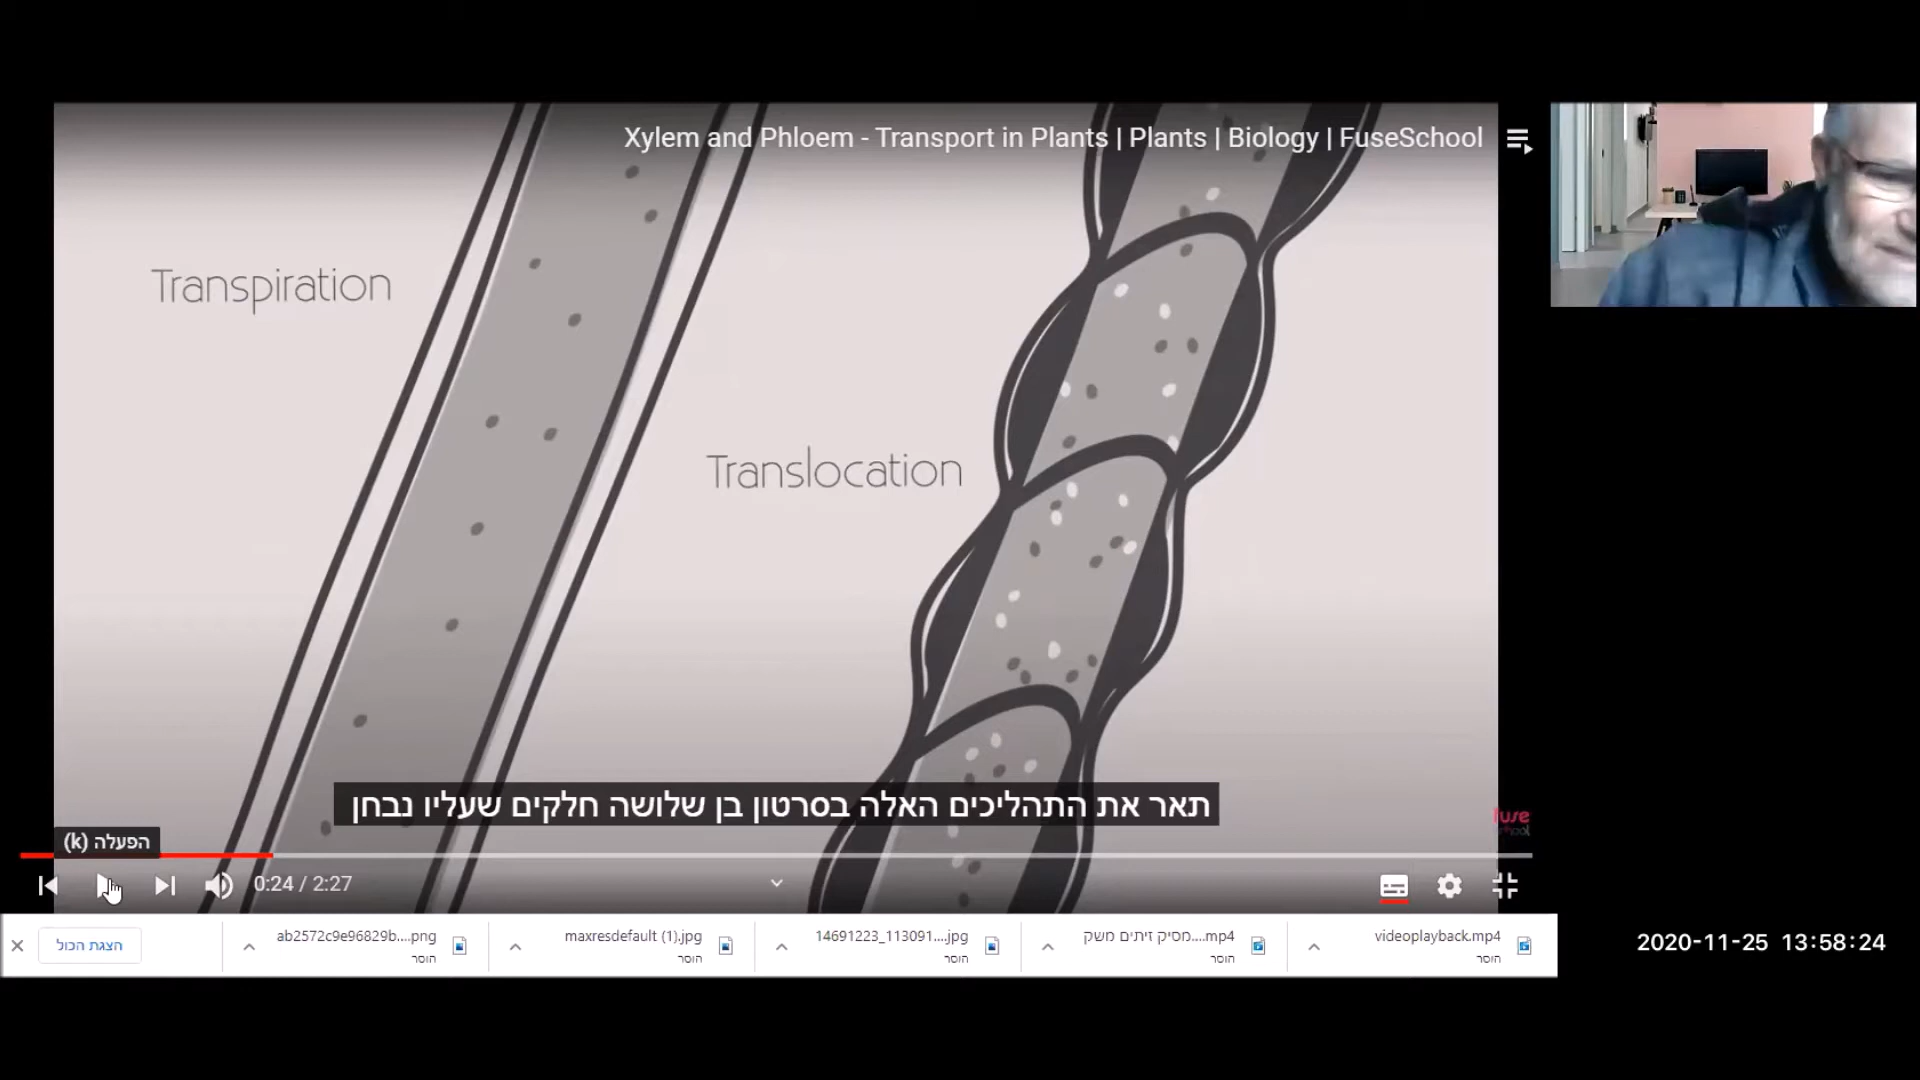 Xylem and Phloem - Transport in Plants | Plants | Biology | FuseSchool
Transpiration
Translocation
תאר את התהליכים האלה בסרטון בן שלושה חלקים שעליו נבחן
fuse
school
הפעלה (k)
0:24 / 2:27
הצגת הכול
ab2572c9e96829b....png
הוסר
maxresdefault (1).jpg
הוסר
14691223_113091....jpg
הוסר
מסיק זיתים משק....mp4
הוסר
videoplayback.mp4
הוסר
2020-11-25 13:58:24